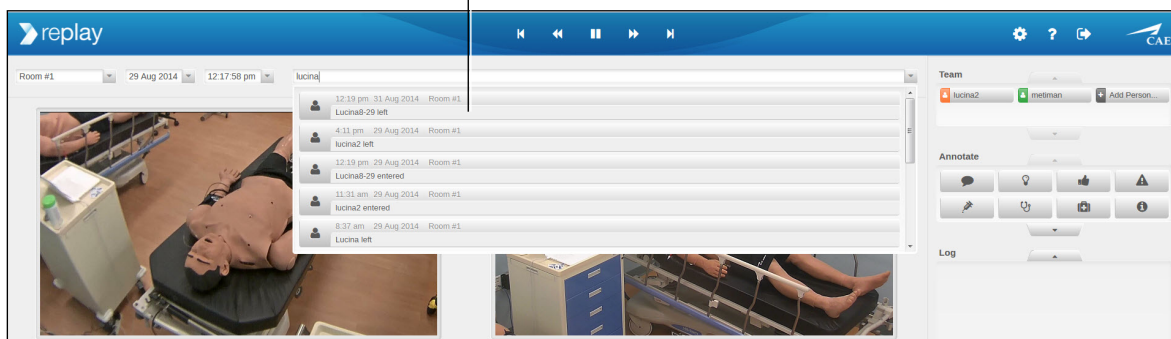 replay
CAE
Room #1 29 Aug 2014 12:17:58 pm lucina
12:19 pm 31 Aug 2014 Room #1
Lucina8-29 left
4:11 pm 29 Aug 2014 Room #1
lucina2 left
12:19 pm 29 Aug 2014 Room #1
Lucina8-29 entered
11:31 am 29 Aug 2014 Room #1
lucina2 entered
8:37 am 29 Aug 2014 Room #1
Lucina left
Team
lucina2 metiman Add Person...
Annotate
Log